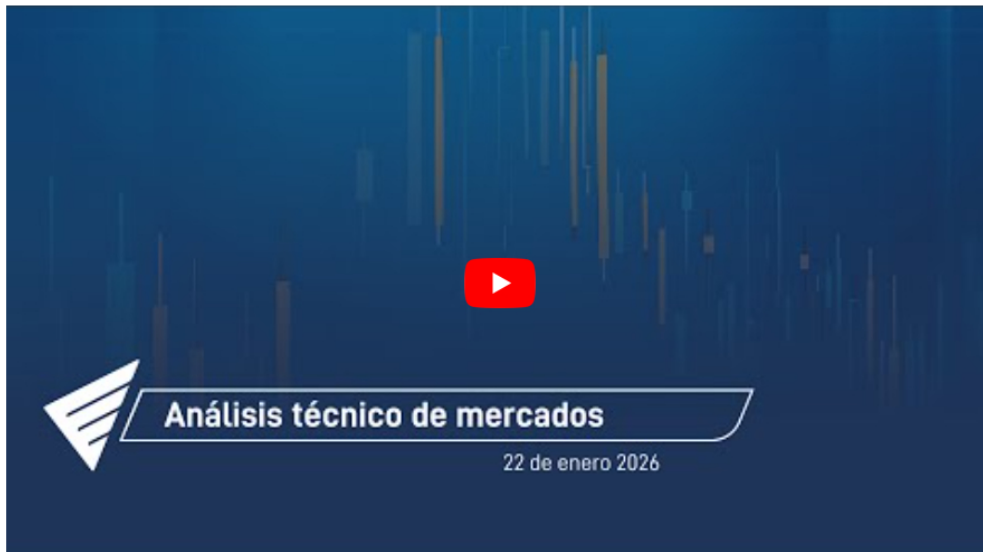 Análisis técnico de mercados
22 de enero 2026